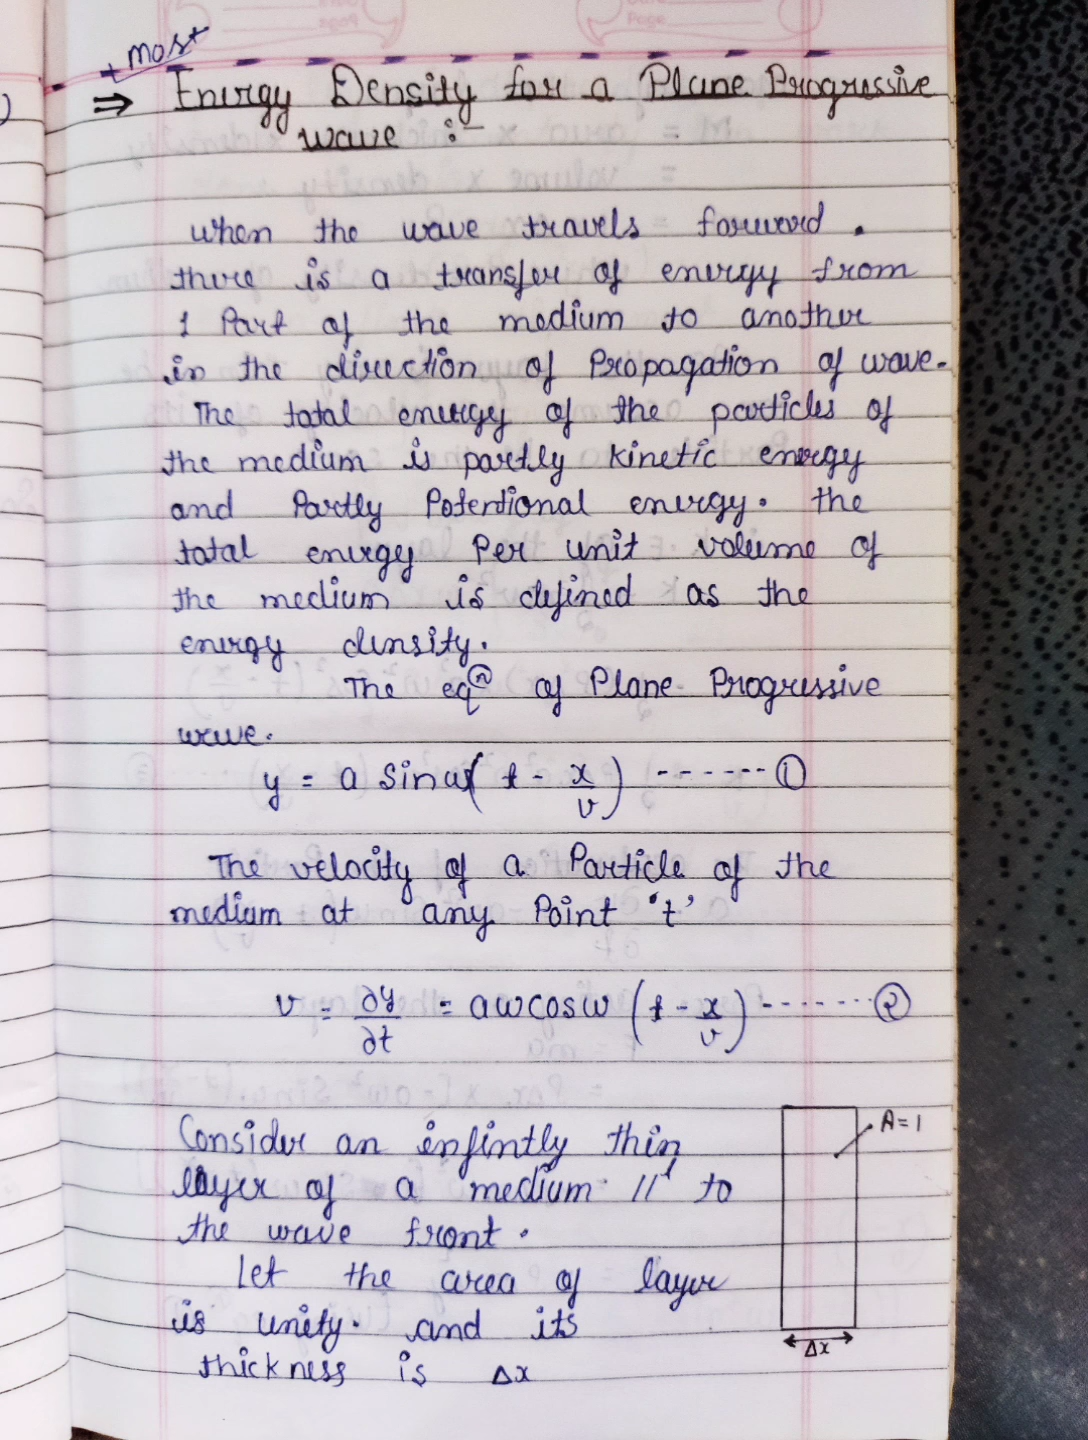 + most
⇒ Energy Density for a Plane Progressive
wave :-
when the wave travels forward .
there is a transfer of energy from
1 Part of the medium to another
in the direction of Propagation of wave.
The total energy of the particles of
the medium is partly kinetic energy
and Partly Potentional energy. the
total energy Per unit volume of
the medium is defined as the
energy density.
The eqⁿ of Plane Progressive
wave.
y = a sinω( t - x/v ) ------ ①
The velocity of a Particle of the
medium at any Point 't'
v = ∂y/∂t = aωcosω ( t - x/v ) ------- ②
Consider an infintly thin
layer of a medium ||ˡ to
the wave front.
Let the area of layer
is unity. and its
thickness is Δx
A=1
Δx